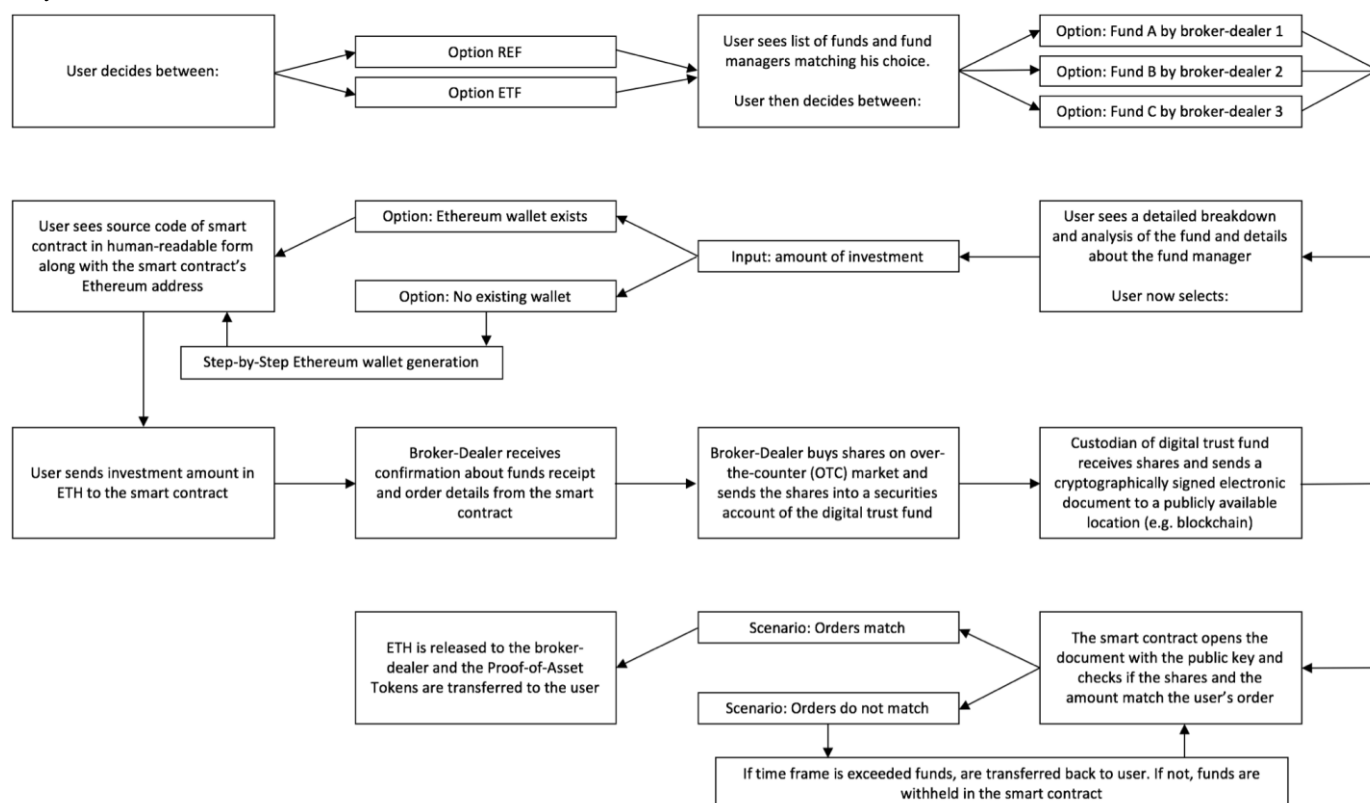 User decides between:
Option REF
Option ETF
User sees list of funds and fund
managers matching his choice.
User then decides between:
Option: Fund A by broker-dealer 1
Option: Fund B by broker-dealer 2
Option: Fund C by broker-dealer 3
User sees a detailed breakdown
and analysis of the fund and details
about the fund manager
User now selects:
Input: amount of investment
Option: Ethereum wallet exists
Option: No existing wallet
Step-by-Step Ethereum wallet generation
User sees source code of smart
contract in human-readable form
along with the smart contract’s
Ethereum address
User sends investment amount in
ETH to the smart contract
Broker-Dealer receives
confirmation about funds receipt
and order details from the smart
contract
Broker-Dealer buys shares on over-
the-counter (OTC) market and
sends the shares into a securities
account of the digital trust fund
Custodian of digital trust fund
receives shares and sends a
cryptographically signed electronic
document to a publicly available
location (e.g. blockchain)
The smart contract opens the
document with the public key and
checks if the shares and the
amount match the user’s order
Scenario: Orders match
Scenario: Orders do not match
If time frame is exceeded funds, are transferred back to user. If not, funds are
withheld in the smart contract
ETH is released to the broker-
dealer and the Proof-of-Asset
Tokens are transferred to the user